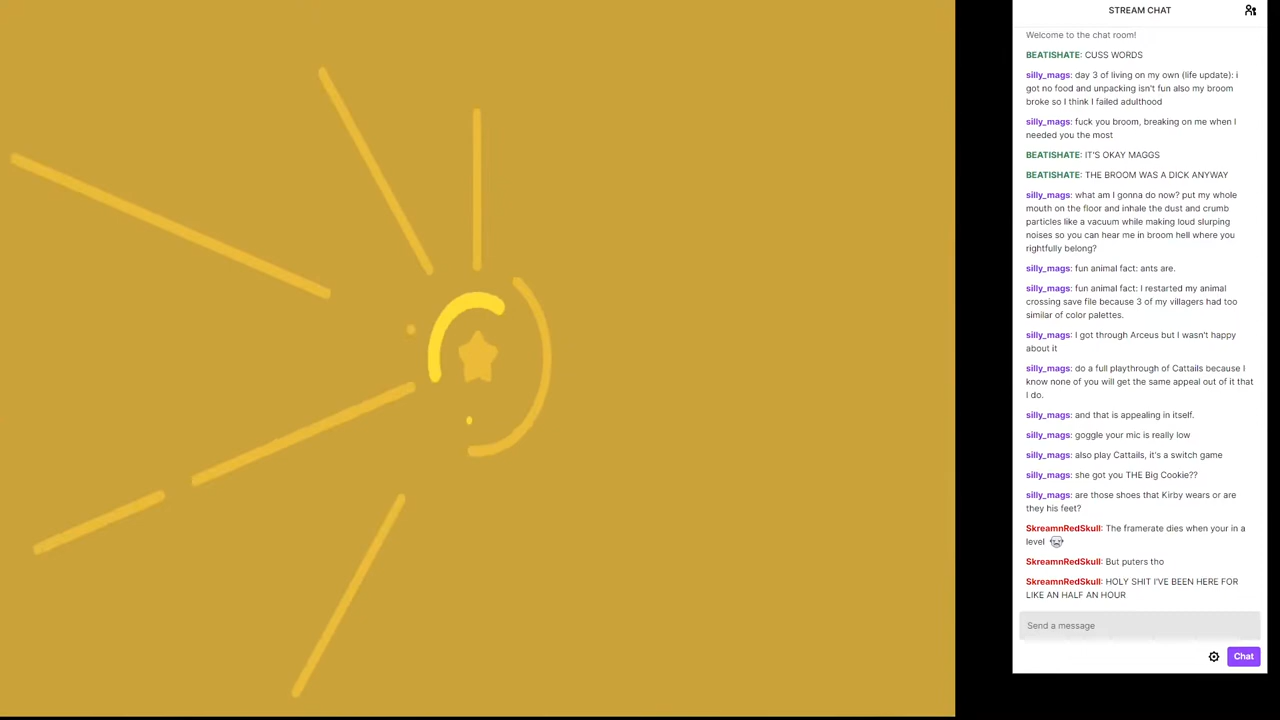 STREAM CHAT
Welcome to the chat room!
BEATISHATE: CUSS WORDS
silly_mags: day 3 of living on my own (life update): i
got no food and unpacking isn't fun also my broom
broke so I think I failed adulthood
silly_mags: fuck you broom, breaking on me when I
needed you the most
BEATISHATE: IT'S OKAY MAGGS
BEATISHATE: THE BROOM WAS A DICK ANYWAY
silly_mags: what am I gonna do now? put my whole
mouth on the floor and inhale the dust and crumb
particles like a vacuum while making loud slurping
noises so you can hear me in broom hell where you
rightfully belong?
silly_mags: fun animal fact: ants are.
silly_mags: fun animal fact: I restarted my animal
crossing save file because 3 of my villagers had too
similar of color palettes.
silly_mags: I got through Arceus but I wasn't happy
about it
silly_mags: do a full playthrough of Cattails because I
know none of you will get the same appeal out of it that
I do.
silly_mags: and that is appealing in itself.
silly_mags: goggle your mic is really low
silly_mags: also play Cattails, it's a switch game
silly_mags: she got you THE Big Cookie??
silly_mags: are those shoes that Kirby wears or are
they his feet?
SkreamnRedSkull: The framerate dies when your in a
level
SkreamnRedSkull: But puters tho
SkreamnRedSkull: HOLY SHIT I'VE BEEN HERE FOR
LIKE AN HALF AN HOUR
Send a message
Chat